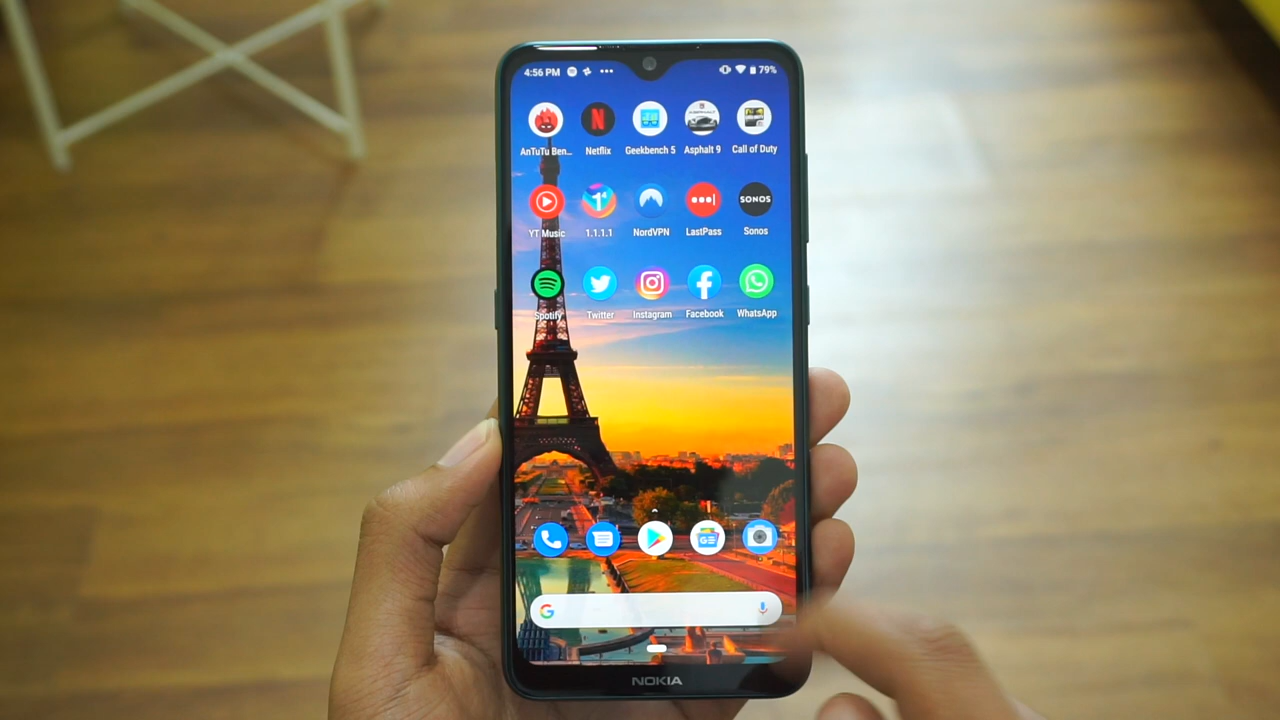 4:56 PM 79%
AnTuTu Ben... Netflix Geekbench 5 Asphalt 9 Call of Duty
SONOS
YT Music 1.1.1.1 NordVPN LastPass Sonos
Spotify Twitter Instagram Facebook WhatsApp
NOKIA